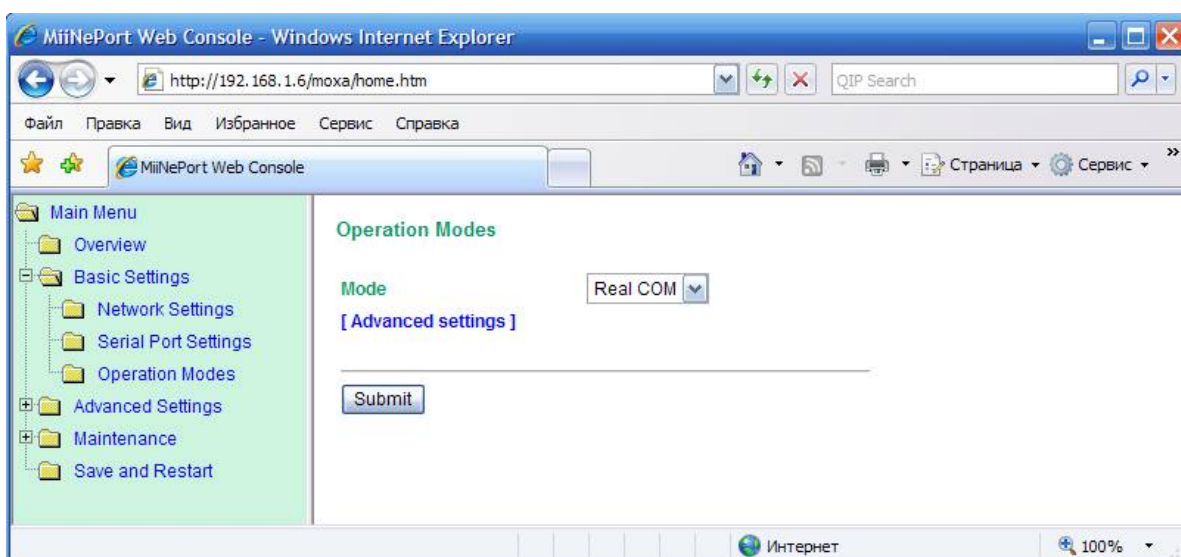 MiiNePort Web Console - Windows Internet Explorer
http://192.168.1.6/moxa/home.htm
QIP Search
Файл Правка Вид Избранное Сервис Справка
MiiNePort Web Console
Страница
Сервис
»
Main Menu
Overview
Basic Settings
Network Settings
Serial Port Settings
Operation Modes
Advanced Settings
Maintenance
Save and Restart
Operation Modes
Mode Real COM
[ Advanced settings ]
Submit
Интернет
100%